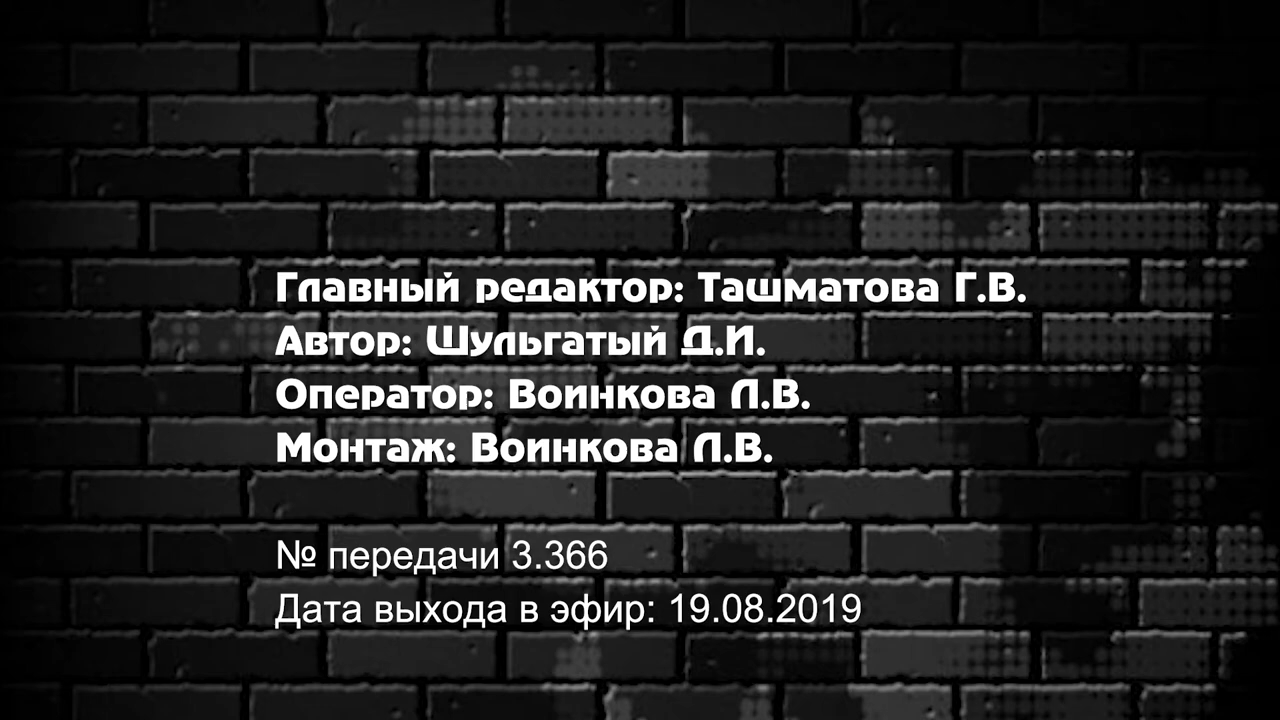 Главный редактор: Ташматова Г.В.
Автор: Шульгатый Д.И.
Оператор: Воинкова Л.В.
Монтаж: Воинкова Л.В.
№ передачи 3.366
Дата выхода в эфир: 19.08.2019